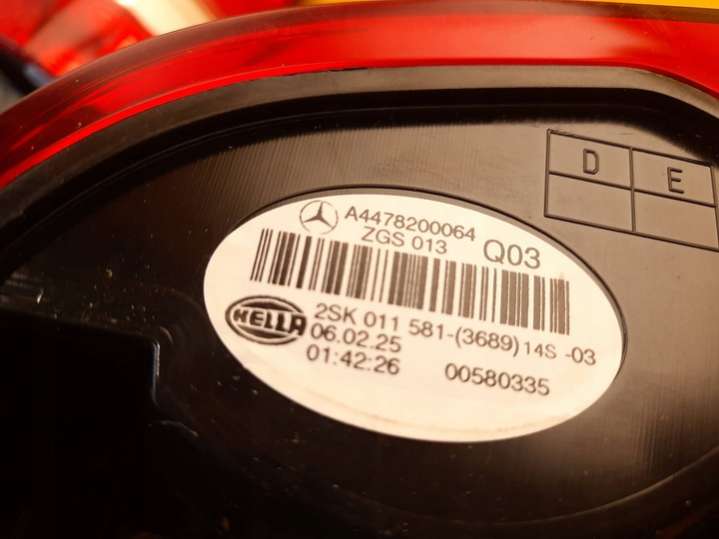 D E
A4478200064
ZGS 013 Q03
2SK 011 581-(3689)14S -03
HELLA
06.02.25
01:42:26 00580335